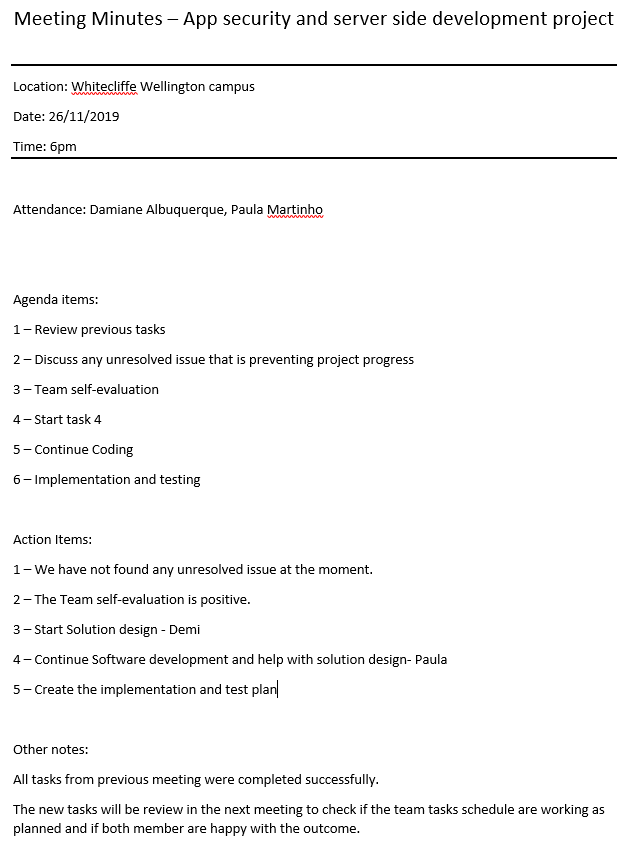 Meeting Minutes – App security and server side development project
Location: Whitecliffe Wellington campus
Date: 26/11/2019
Time: 6pm
Attendance: Damiane Albuquerque, Paula Martinho
Agenda items:
1 – Review previous tasks
2 – Discuss any unresolved issue that is preventing project progress
3 – Team self-evaluation
4 – Start task 4
5 – Continue Coding
6 – Implementation and testing
Action Items:
1 – We have not found any unresolved issue at the moment.
2 – The Team self-evaluation is positive.
3 – Start Solution design - Demi
4 – Continue Software development and help with solution design- Paula
5 – Create the implementation and test plan
Other notes:
All tasks from previous meeting were completed successfully.
The new tasks will be review in the next meeting to check if the team tasks schedule are working as
planned and if both member are happy with the outcome.